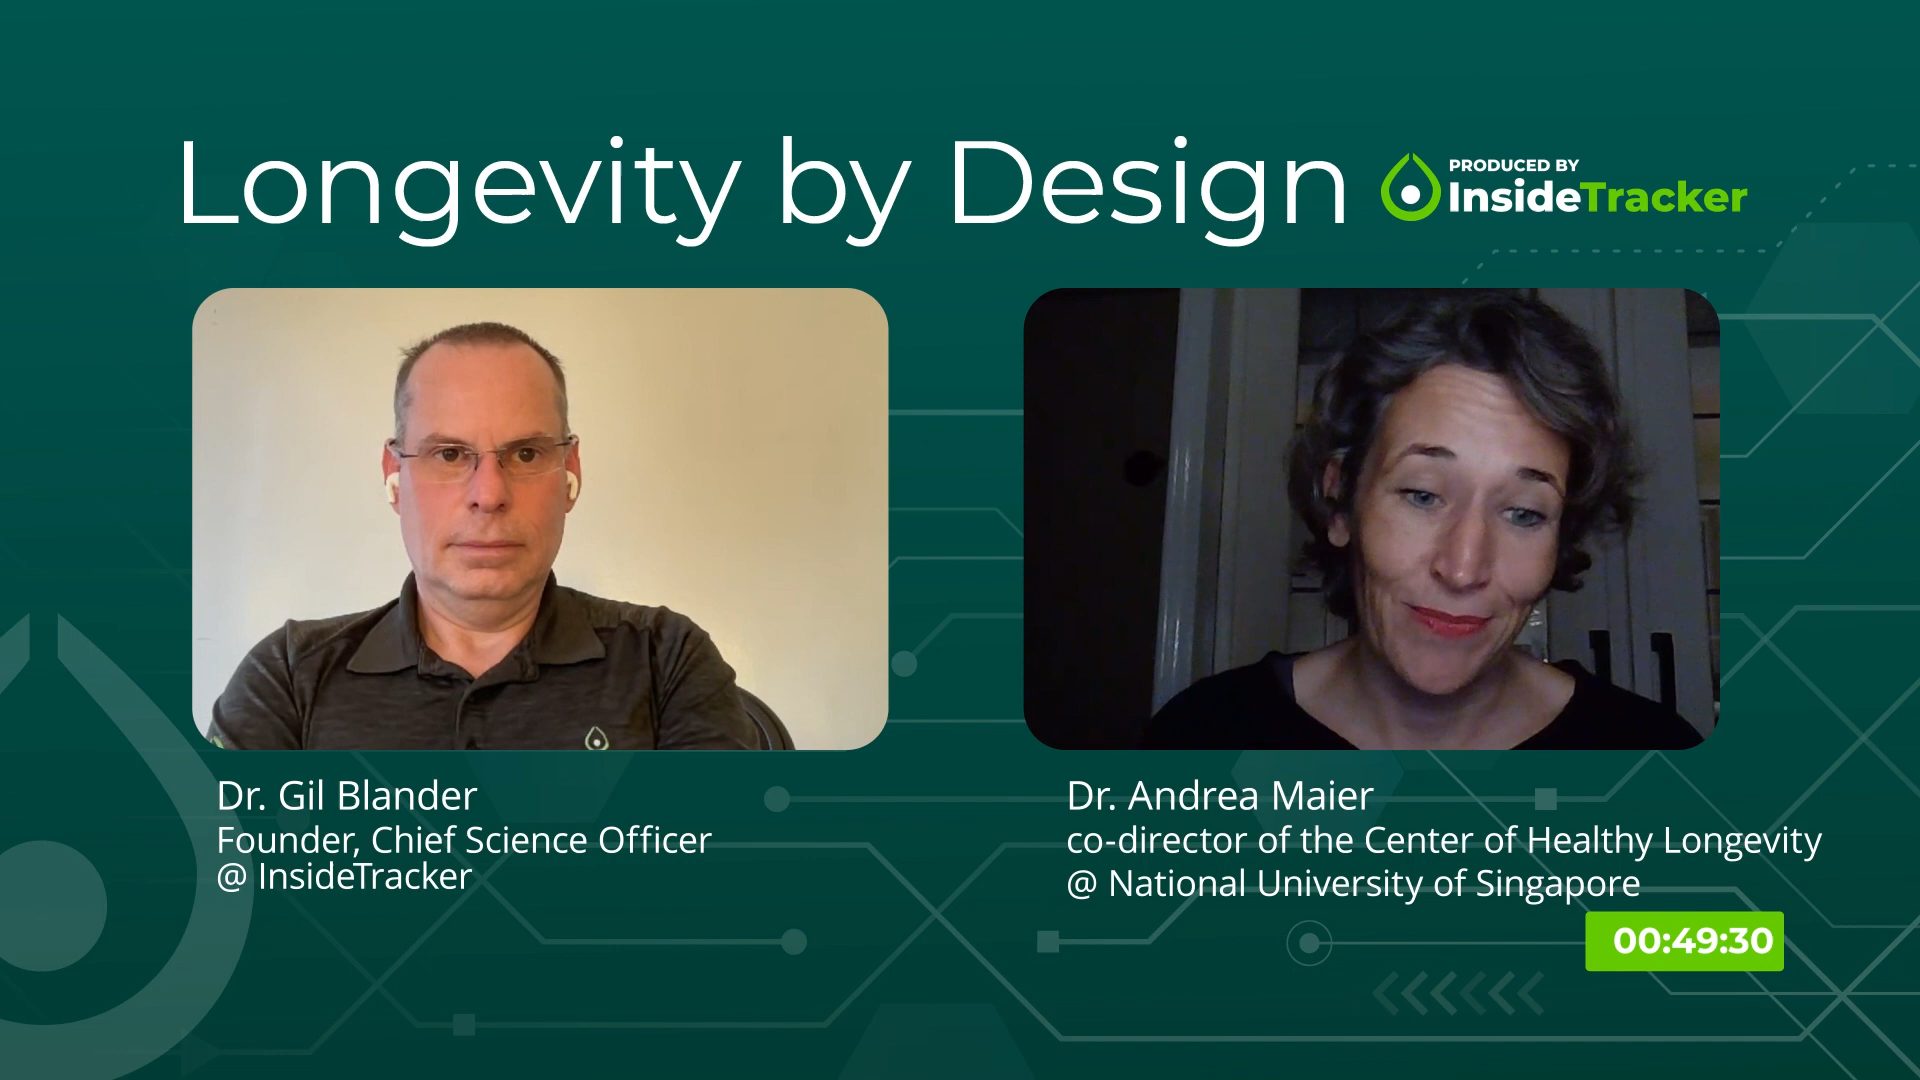 Longevity by Design
PRODUCED BY
InsideTracker
Dr. Gil Blander
Founder, Chief Science Officer
@ InsideTracker
Dr. Andrea Maier
co-director of the Center of Healthy Longevity
@ National University of Singapore
00:49:30